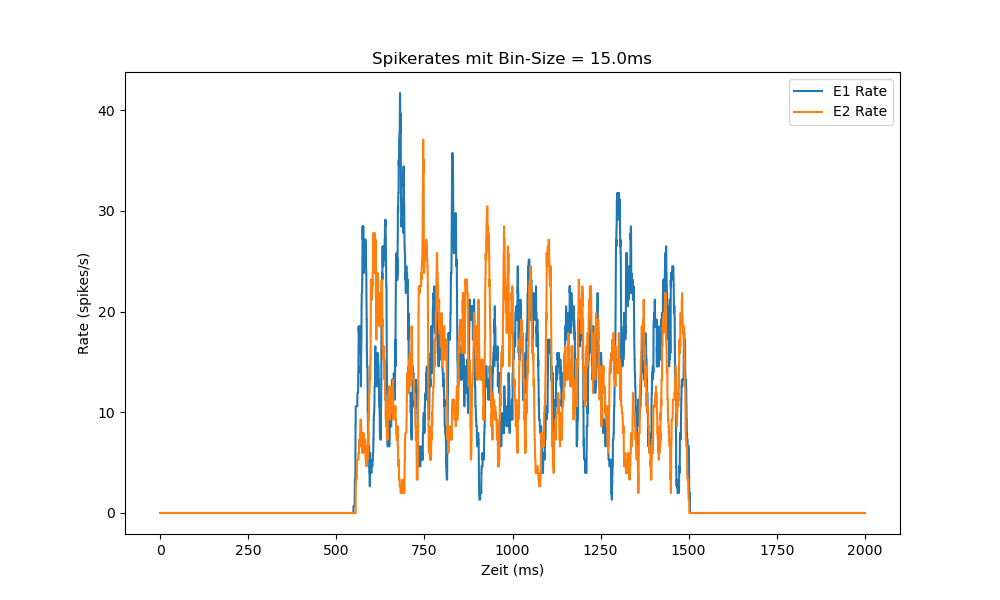 Spikerates mit Bin-Size = 15.0ms
E1 Rate
E2 Rate
40
30
20
10
0
Rate (spikes/s)
0 250 500 750 1000 1250 1500 1750 2000
Zeit (ms)